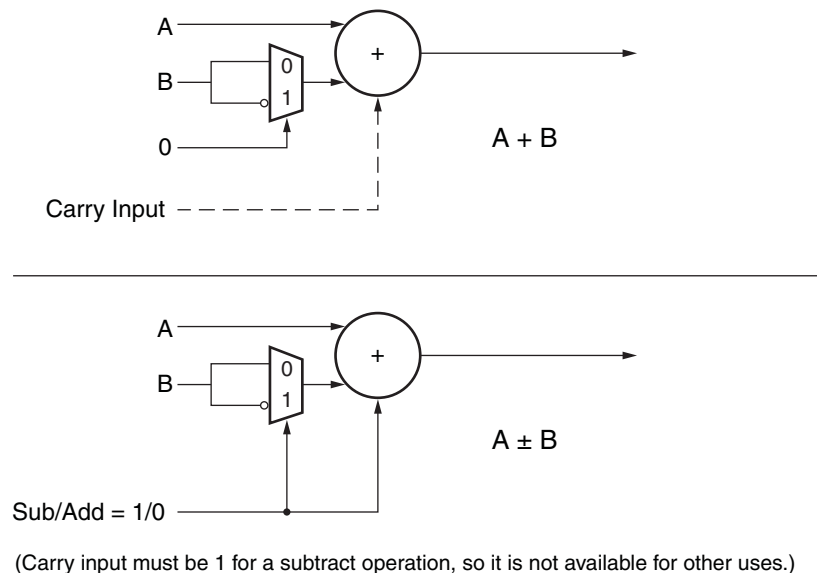 A
+
B
0
1
0
A + B
Carry Input
A
+
B
0
1
A ± B
Sub/Add = 1/0
(Carry input must be 1 for a subtract operation, so it is not available for other uses.)